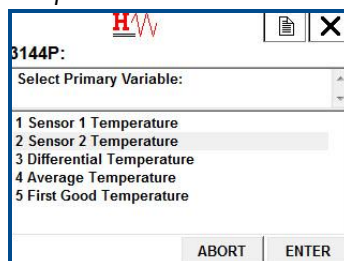 H
3144P:
Select Primary Variable:
1 Sensor 1 Temperature
2 Sensor 2 Temperature
3 Differential Temperature
4 Average Temperature
5 First Good Temperature
ABORT
ENTER